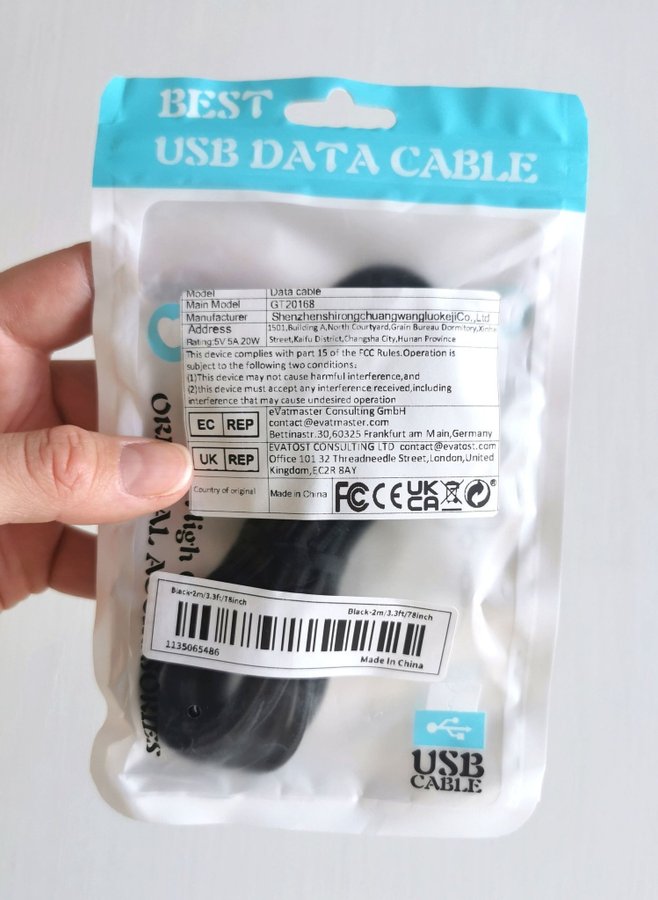 BEST
USB DATA CABLE
Model Data cable
Main Model GT20168
Manufacturer ShenzhenshirongchuangwangluokejiCo.,Ltd
Address 1501,Building A,North Courtyard,Grain Bureau Dormitory,
Rating:5V 5A 20W Street,Kaifu District,Changsha City,Hunan Province
This device complies with part 15 of the FCC Rules.Operation is
subject to the following two conditions:
(1)This device may not cause harmful interference,and
(2)this device must accept any interference received,including
interference that may cause undesired operation
EC REP
eVatmaster Consulting GmbH
contact@evatmaster.com
Bettinastr.30,60325 Frankfurt am Main,Germany
UK REP
EVATOST CONSULTING LTD contact@evatost.com
Office 101 32 Threadneedle Street,London,United
Kingdom,EC2R 8AY
Country of original Made in China FC CE UKCA ®
High
Black-2m/3.3ft/78inch
Black-2m/3.3ft/78inch
1135065486
Made In China
USB
CABLE